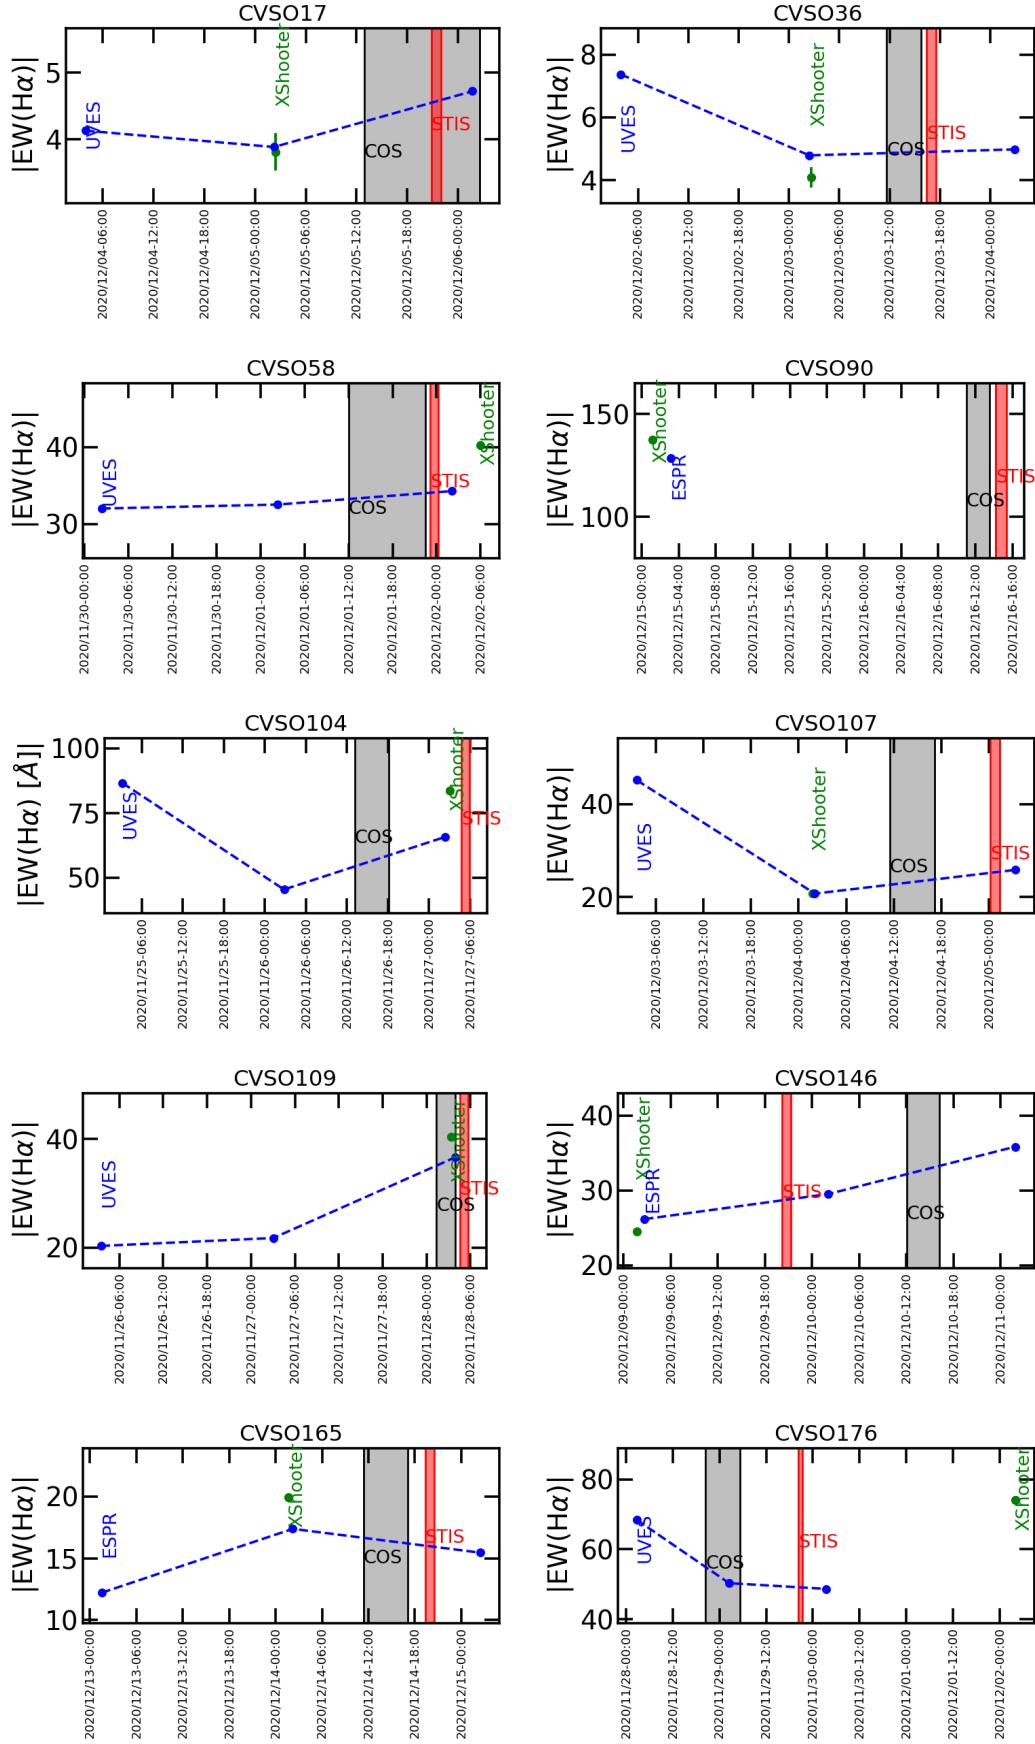 CVSO17
|EW(Hα)|
5
4
UVES
XShooter
COS
STIS
2020/12/04-06:00
2020/12/04-12:00
2020/12/04-18:00
2020/12/05-00:00
2020/12/05-06:00
2020/12/05-12:00
2020/12/05-18:00
2020/12/06-00:00
CVSO36
|EW(Hα)|
8
6
4
UVES
XShooter
COS
STIS
2020/12/02-06:00
2020/12/02-12:00
2020/12/02-18:00
2020/12/03-00:00
2020/12/03-06:00
2020/12/03-12:00
2020/12/03-18:00
2020/12/04-00:00
CVSO58
|EW(Hα)|
40
30
UVES
COS
STIS
XShooter
2020/11/30-00:00
2020/11/30-06:00
2020/11/30-12:00
2020/11/30-18:00
2020/12/01-00:00
2020/12/01-06:00
2020/12/01-12:00
2020/12/01-18:00
2020/12/02-00:00
2020/12/02-06:00
CVSO90
|EW(Hα)|
150
100
XShooter
ESPR
COS
STIS
2020/12/15-00:00
2020/12/15-04:00
2020/12/15-08:00
2020/12/15-12:00
2020/12/15-16:00
2020/12/15-20:00
2020/12/16-00:00
2020/12/16-04:00
2020/12/16-08:00
2020/12/16-12:00
2020/12/16-16:00
CVSO104
|EW(Hα) [Å]|
100
75
50
UVES
COS
XShooter
STIS
2020/11/25-06:00
2020/11/25-12:00
2020/11/25-18:00
2020/11/26-00:00
2020/11/26-06:00
2020/11/26-12:00
2020/11/26-18:00
2020/11/27-00:00
2020/11/27-06:00
CVSO107
|EW(Hα)|
40
20
UVES
XShooter
COS
STIS
2020/12/03-06:00
2020/12/03-12:00
2020/12/03-18:00
2020/12/04-00:00
2020/12/04-06:00
2020/12/04-12:00
2020/12/04-18:00
2020/12/05-00:00
CVSO109
|EW(Hα)|
40
20
UVES
COS
XShooter
STIS
2020/11/26-06:00
2020/11/26-12:00
2020/11/26-18:00
2020/11/27-00:00
2020/11/27-06:00
2020/11/27-12:00
2020/11/27-18:00
2020/11/28-00:00
2020/11/28-06:00
CVSO146
|EW(Hα)|
40
30
20
XShooter
ESPR
STIS
COS
2020/12/09-00:00
2020/12/09-06:00
2020/12/09-12:00
2020/12/09-18:00
2020/12/10-00:00
2020/12/10-06:00
2020/12/10-12:00
2020/12/10-18:00
2020/12/11-00:00
CVSO165
|EW(Hα)|
20
15
10
ESPR
XShooter
COS
STIS
2020/12/13-00:00
2020/12/13-06:00
2020/12/13-12:00
2020/12/13-18:00
2020/12/14-00:00
2020/12/14-06:00
2020/12/14-12:00
2020/12/14-18:00
2020/12/15-00:00
CVSO176
|EW(Hα)|
80
60
40
UVES
COS
STIS
XShooter
2020/11/28-00:00
2020/11/28-12:00
2020/11/29-00:00
2020/11/29-12:00
2020/11/30-00:00
2020/11/30-12:00
2020/12/01-00:00
2020/12/01-12:00
2020/12/02-00:00